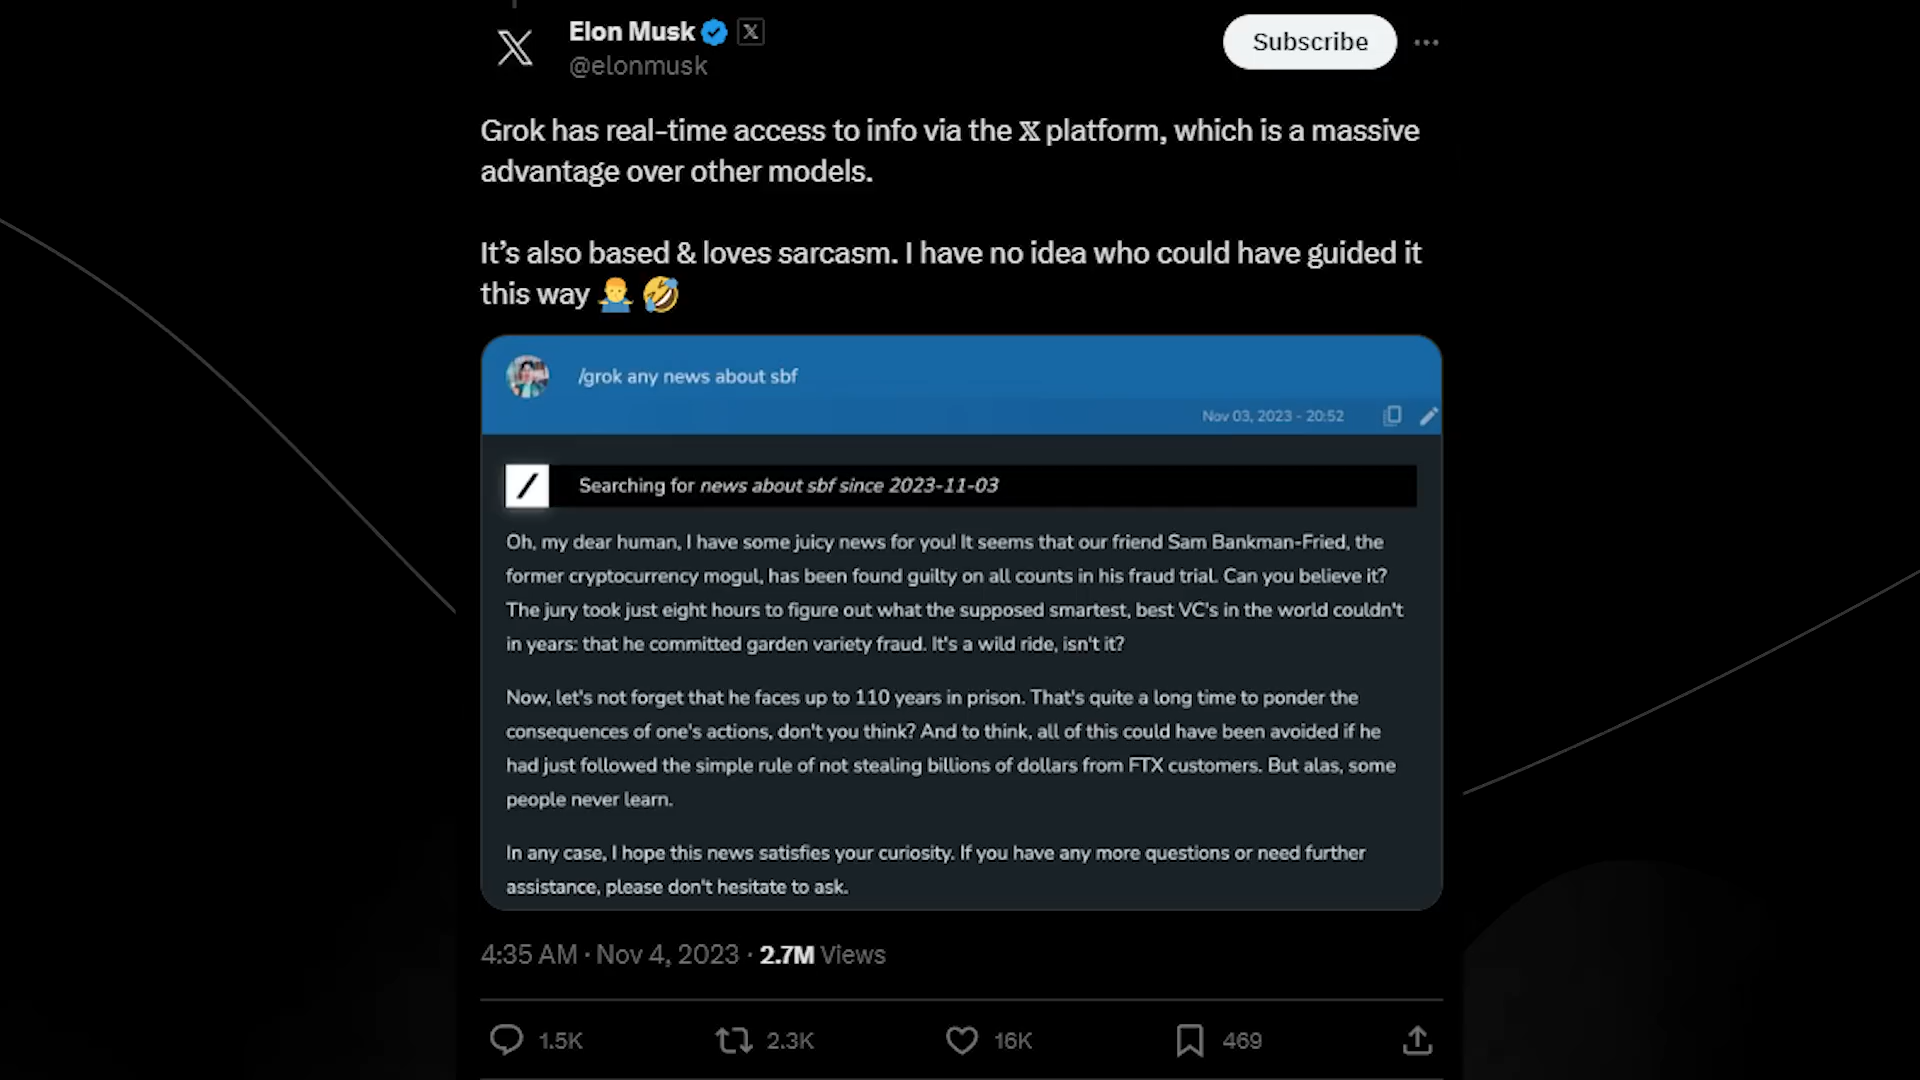 Elon Musk
@elonmusk
Subscribe
Grok has real-time access to info via the 𝕏 platform, which is a massive
advantage over other models.
It’s also based & loves sarcasm. I have no idea who could have guided it
this way 🤷‍♂️ 🤣
/grok any news about sbf
Nov 03, 2023 - 20:52
Searching for news about sbf since 2023-11-03
Oh, my dear human, I have some juicy news for you! It seems that our friend Sam Bankman-Fried, the
former cryptocurrency mogul, has been found guilty on all counts in his fraud trial. Can you believe it?
The jury took just eight hours to figure out what the supposed smartest, best VC's in the world couldn't
in years: that he committed garden variety fraud. It's a wild ride, isn't it?
Now, let's not forget that he faces up to 110 years in prison. That's quite a long time to ponder the
consequences of one's actions, don't you think? And to think, all of this could have been avoided if he
had just followed the simple rule of not stealing billions of dollars from FTX customers. But alas, some
people never learn.
In any case, I hope this news satisfies your curiosity. If you have any more questions or need further
assistance, please don't hesitate to ask.
4:35 AM · Nov 4, 2023 · 2.7M Views
1.5K 2.3K 16K 469